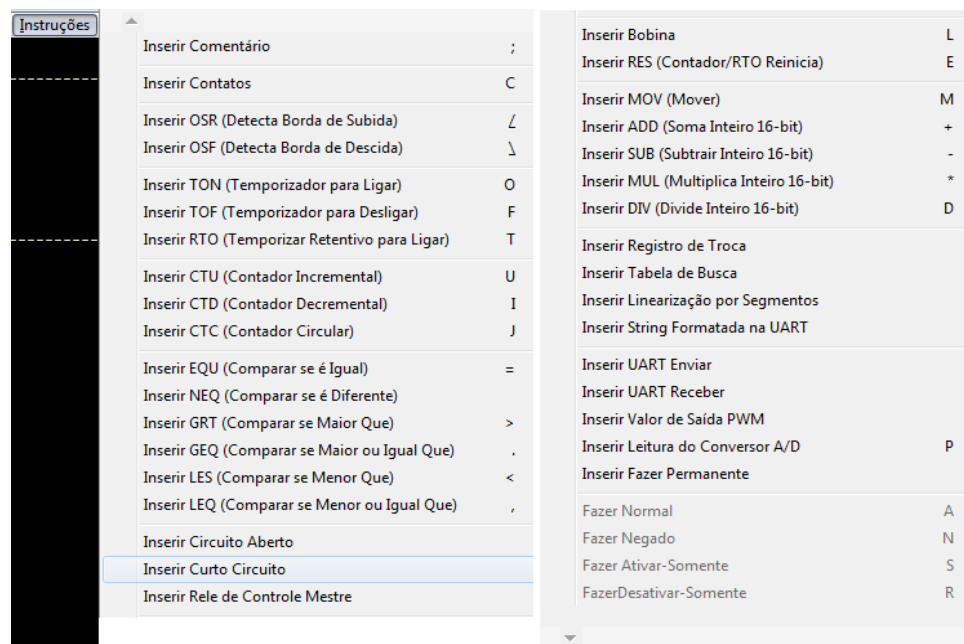 Instruções
Inserir Comentário ;
Inserir Contatos C
Inserir OSR (Detecta Borda de Subida) /
Inserir OSF (Detecta Borda de Descida) \
Inserir TON (Temporizador para Ligar) O
Inserir TOF (Temporizador para Desligar) F
Inserir RTO (Temporizar Retentivo para Ligar) T
Inserir CTU (Contador Incremental) U
Inserir CTD (Contador Decremental) I
Inserir CTC (Contador Circular) J
Inserir EQU (Comparar se é Igual) =
Inserir NEQ (Comparar se é Diferente)
Inserir GRT (Comparar se Maior Que) >
Inserir GEQ (Comparar se Maior ou Igual Que) .
Inserir LES (Comparar se Menor Que) <
Inserir LEQ (Comparar se Menor ou Igual Que) ,
Inserir Circuito Aberto
Inserir Curto Circuito
Inserir Rele de Controle Mestre
Inserir Bobina L
Inserir RES (Contador/RTO Reinicia) E
Inserir MOV (Mover) M
Inserir ADD (Soma Inteiro 16-bit) +
Inserir SUB (Subtrair Inteiro 16-bit) -
Inserir MUL (Multiplica Inteiro 16-bit) *
Inserir DIV (Divide Inteiro 16-bit) D
Inserir Registro de Troca
Inserir Tabela de Busca
Inserir Linearização por Segmentos
Inserir String Formatada na UART
Inserir UART Enviar
Inserir UART Receber
Inserir Valor de Saída PWM
Inserir Leitura do Conversor A/D P
Inserir Fazer Permanente
Fazer Normal A
Fazer Negado N
Fazer Ativar-Somente S
FazerDesativar-Somente R